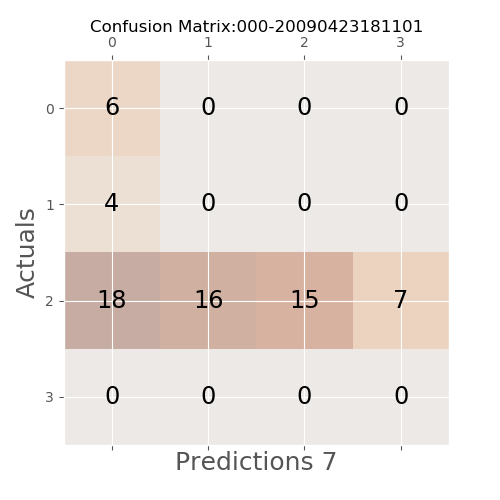 Confusion Matrix:000-20090423181101
0 1 2 3
0 6 0 0 0
1 4 0 0 0
2 18 16 15 7
3 0 0 0 0
Actuals
Predictions 7